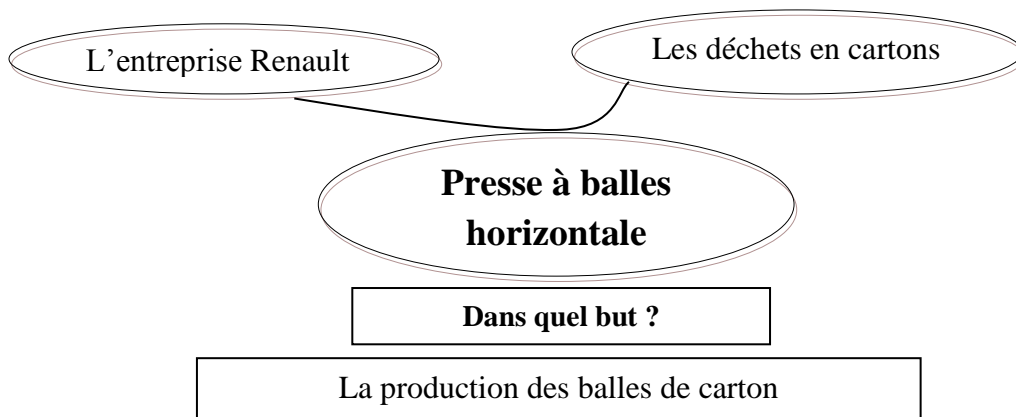 L’entreprise Renault
Les déchets en cartons
Presse à balles
horizontale
Dans quel but ?
La production des balles de carton